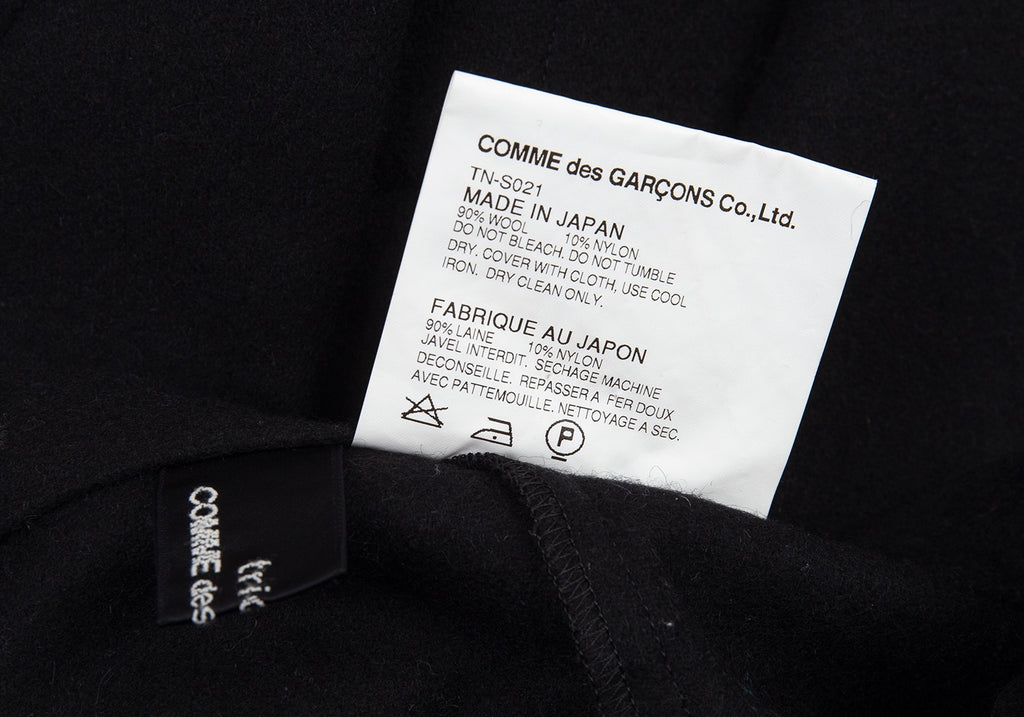 COMME des GARÇONS Co.,Ltd.
TN-S021
MADE IN JAPAN
90% WOOL 10% NYLON
DO NOT BLEACH. DO NOT TUMBLE
DRY. COVER WITH CLOTH, USE COOL
IRON. DRY CLEAN ONLY.
FABRIQUE AU JAPON
90% LAINE 10% NYLON
JAVEL INTERDIT. SECHAGE MACHINE
DECONSEILLE. REPASSER A FER DOUX
AVEC PATTEMOUILLE. NETTOYAGE A SEC.
P
tric
COMME des